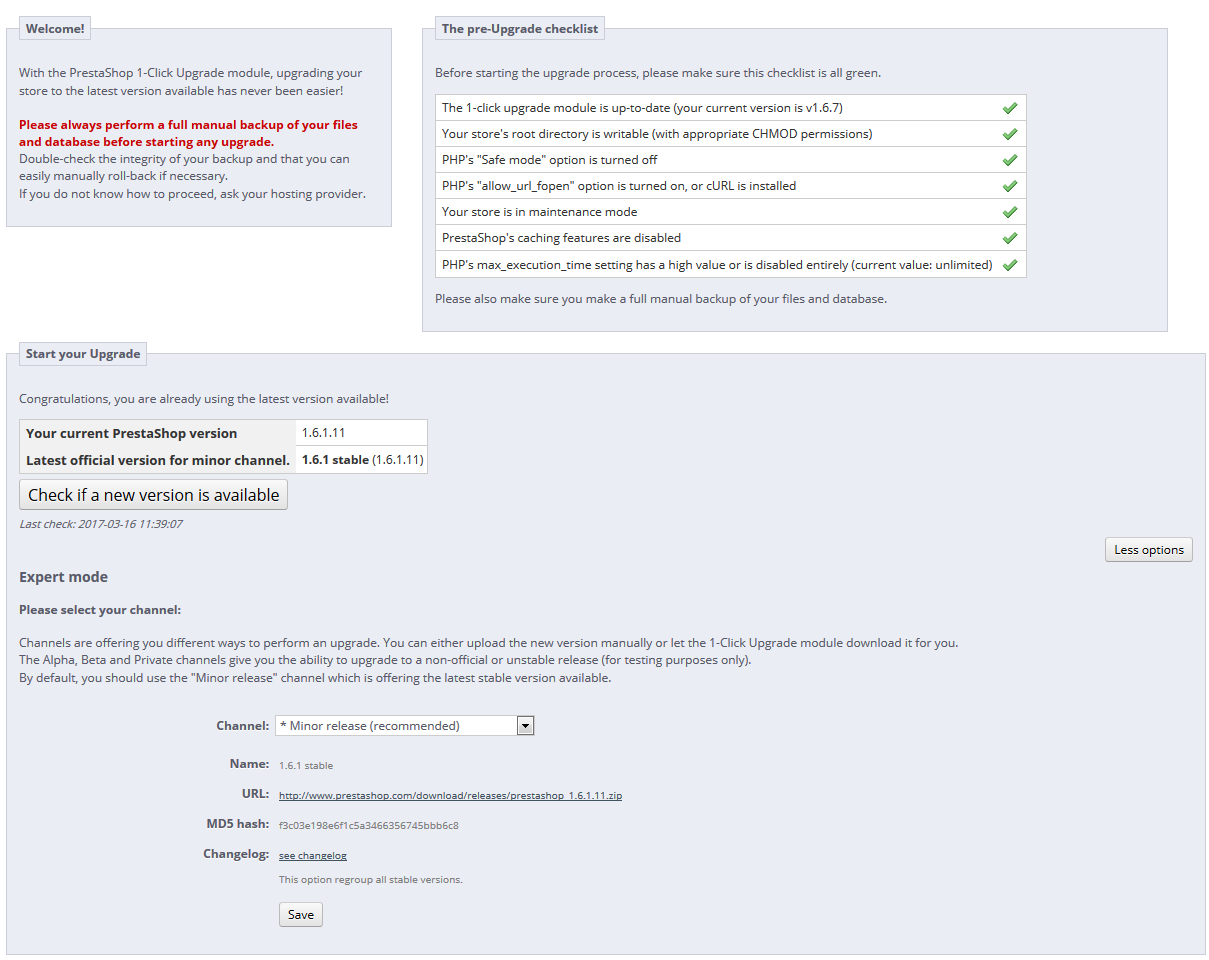 Welcome!
With the PrestaShop 1-Click Upgrade module, upgrading your
store to the latest version available has never been easier!
Please always perform a full manual backup of your files
and database before starting any upgrade.
Double-check the integrity of your backup and that you can
easily manually roll-back if necessary.
If you do not know how to proceed, ask your hosting provider.
The pre-Upgrade checklist
Before starting the upgrade process, please make sure this checklist is all green.
The 1-click upgrade module is up-to-date (your current version is v1.6.7)
Your store's root directory is writable (with appropriate CHMOD permissions)
PHP's "Safe mode" option is turned off
PHP's "allow_url_fopen" option is turned on, or cURL is installed
Your store is in maintenance mode
PrestaShop's caching features are disabled
PHP's max_execution_time setting has a high value or is disabled entirely (current value: unlimited)
Please also make sure you make a full manual backup of your files and database.
Start your Upgrade
Congratulations, you are already using the latest version available!
Your current PrestaShop version 1.6.1.11
Latest official version for minor channel. 1.6.1 stable (1.6.1.11)
Check if a new version is available
Last check: 2017-03-16 11:39:07
Less options
Expert mode
Please select your channel:
Channels are offering you different ways to perform an upgrade. You can either upload the new version manually or let the 1-Click Upgrade module download it for you.
The Alpha, Beta and Private channels give you the ability to upgrade to a non-official or unstable release (for testing purposes only).
By default, you should use the "Minor release" channel which is offering the latest stable version available.
Channel: * Minor release (recommended)
Name: 1.6.1 stable
URL: http://www.prestashop.com/download/releases/prestashop_1.6.1.11.zip
MD5 hash: f3c03e198e6f1c5a3466356745bbb6c8
Changelog: see changelog
This option regroup all stable versions.
Save